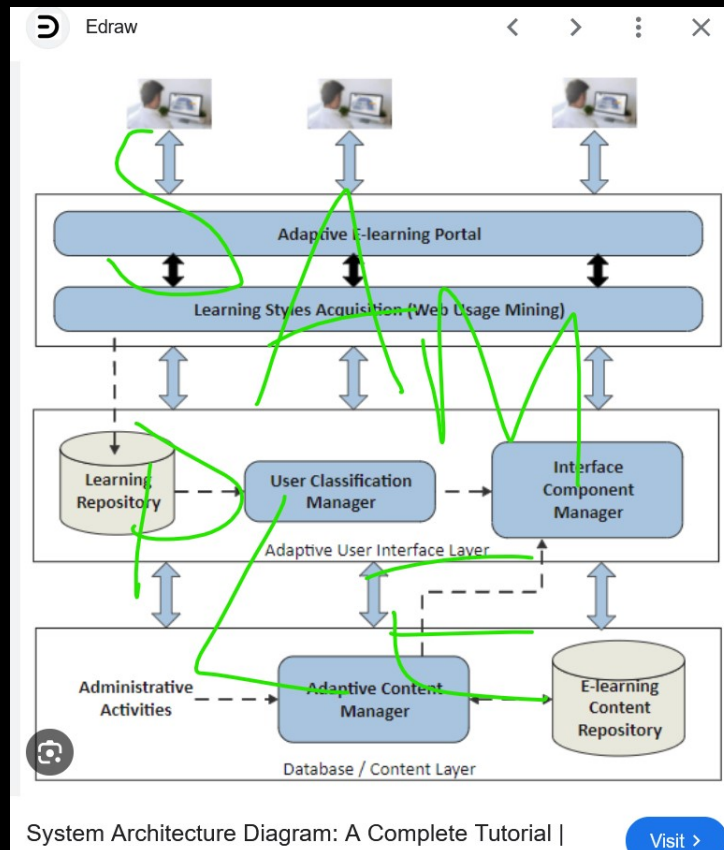 Edraw
Adaptive E-learning Portal
Learning Styles Acquisition (Web Usage Mining)
Learning
Repository
User Classification
Manager
Interface
Component
Manager
Adaptive User Interface Layer
Administrative
Activities
Adaptive Content
Manager
E-learning
Content
Repository
Database / Content Layer
SAMPLE
System Architecture Diagram: A Complete Tutorial |
Visit >